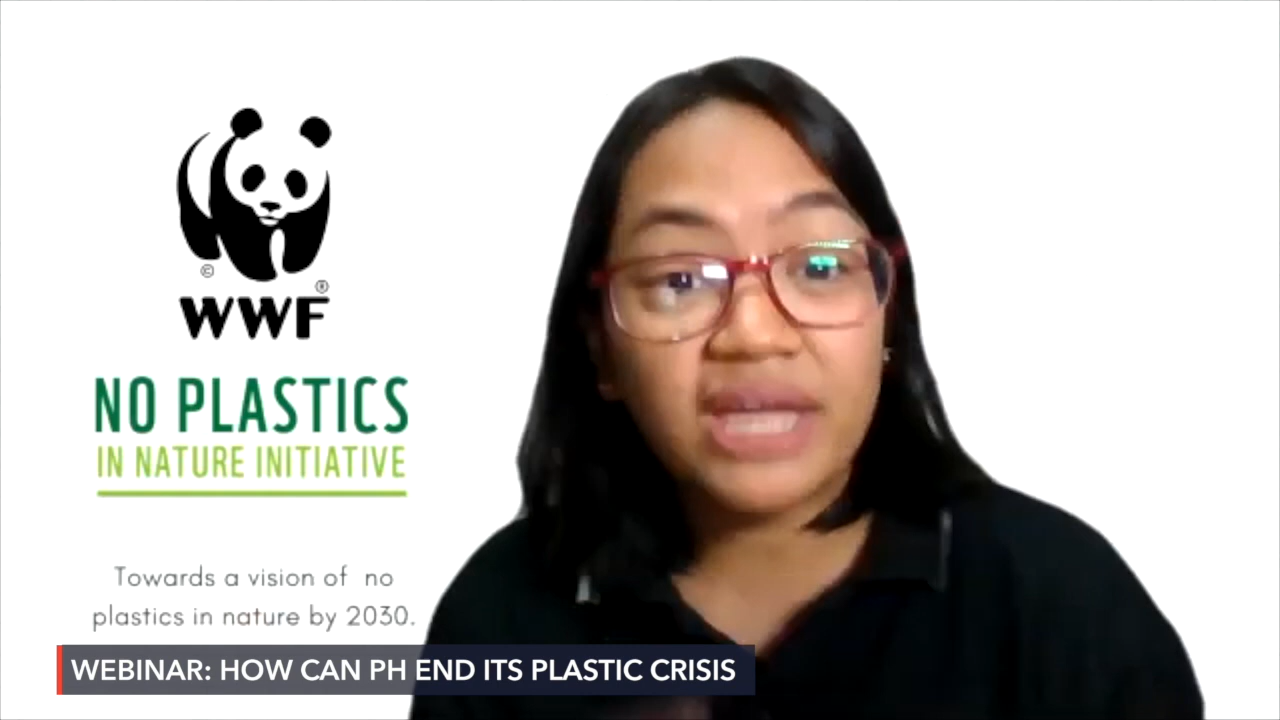 ©
®
WWF
NO PLASTICS
IN NATURE INITIATIVE
Towards a vision of no
plastics in nature by 2030.
WEBINAR: HOW CAN PH END ITS PLASTIC CRISIS